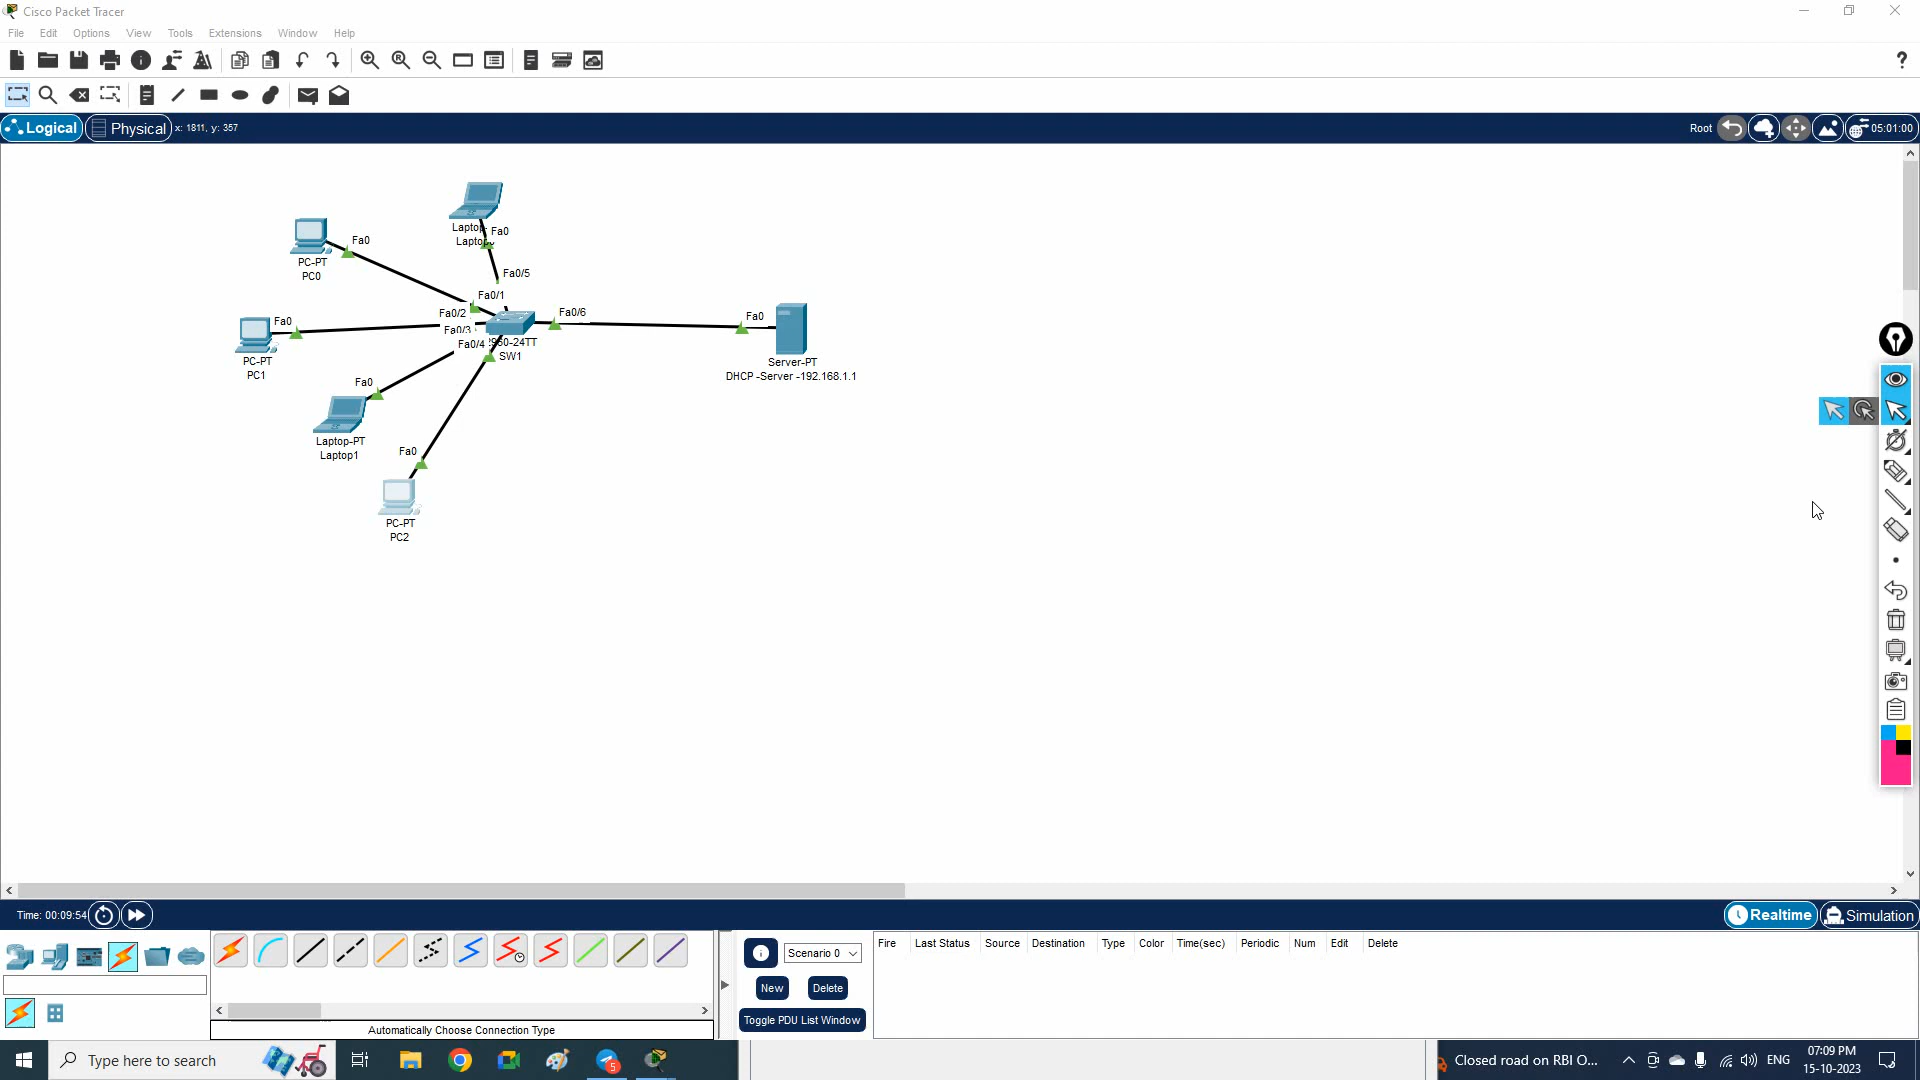 Cisco Packet Tracer
File Edit Options View Tools Extensions Window Help
Logical Physical x: 1811, y: 357 Root 05:01:00
Fa0
PC-PT
PC0
Fa0
Fa0/5
Fa0/1
Fa0/2
Fa0/3
Fa0/4
Fa0/6
SW1
Fa0
PC-PT
PC1
Fa0
Laptop-PT
Laptop1
Fa0
PC-PT
PC2
Fa0
Server-PT
DHCP -Server -192.168.1.1
Time: 00:09:54 Realtime Simulation
Scenario 0
New Delete
Toggle PDU List Window
Fire Last Status Source Destination Type Color Time(sec) Periodic Num Edit Delete
Automatically Choose Connection Type
Type here to search
5
Closed road on RBI O... ENG
07:09 PM
15-10-2023